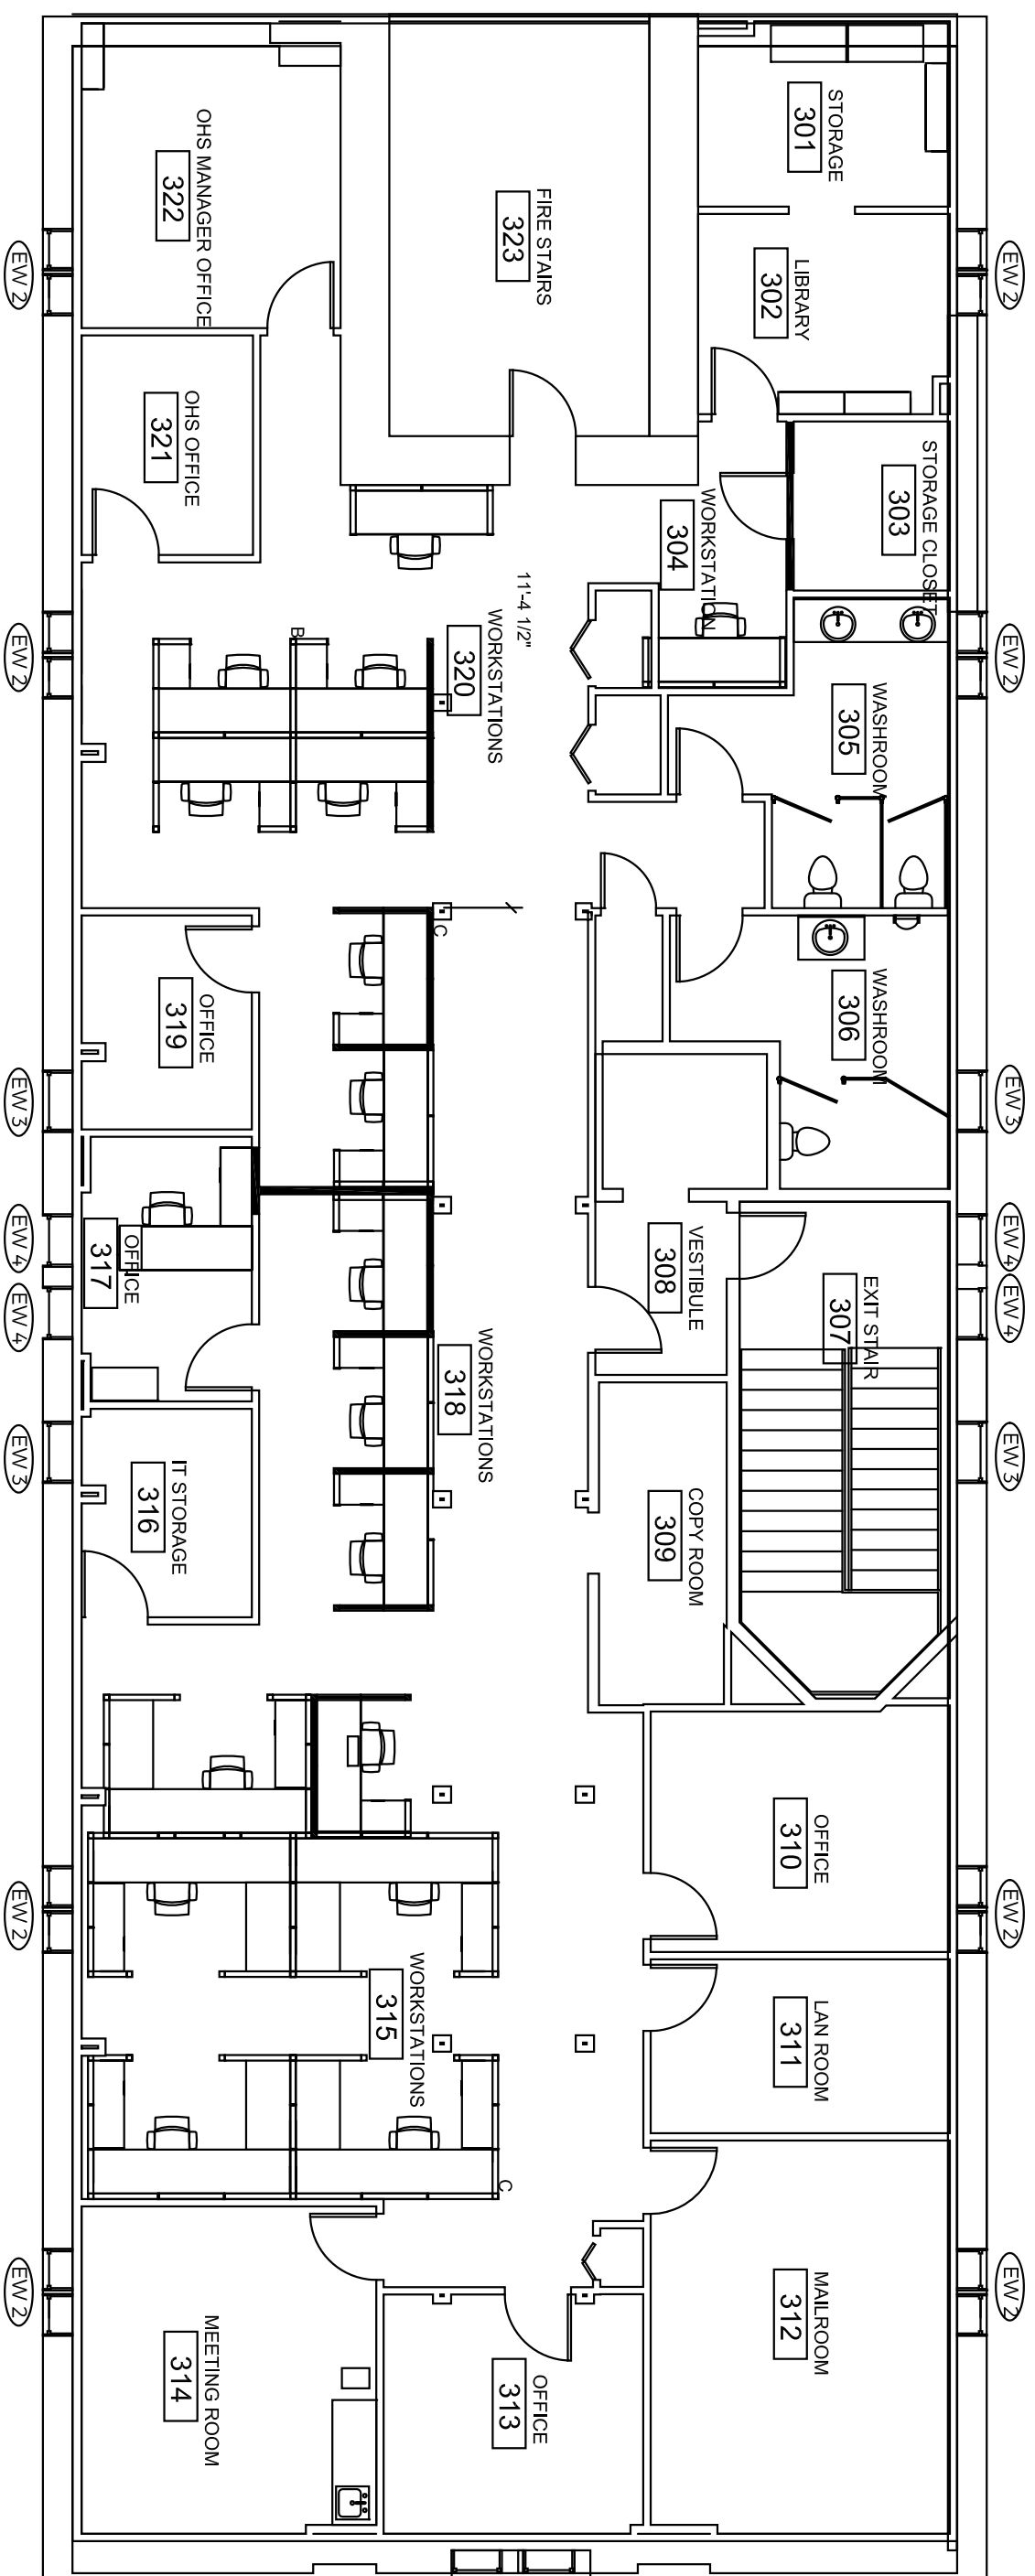 EW 2
EW 2
EW 3
EW 4
EW 4
EW 3
EW 2
EW 2
STORAGE
301
LIBRARY
302
STORAGE CLOSET
303
WORKSTATION
304
WASHROOM
305
WASHROOM
306
EXIT STAIR
307
VESTIBULE
308
COPY ROOM
309
OFFICE
310
LAN ROOM
311
MAILROOM
312
OFFICE
313
MEETING ROOM
314
WORKSTATIONS
315
C
IT STORAGE
316
OFFICE
317
WORKSTATIONS
318
C
OFFICE
319
WORKSTATIONS
320
11'-4 1/2"
B
OHS OFFICE
321
OHS MANAGER OFFICE
322
FIRE STAIRS
323
EW 2
EW 2
EW 3
EW 4
EW 4
EW 3
EW 2
EW 2